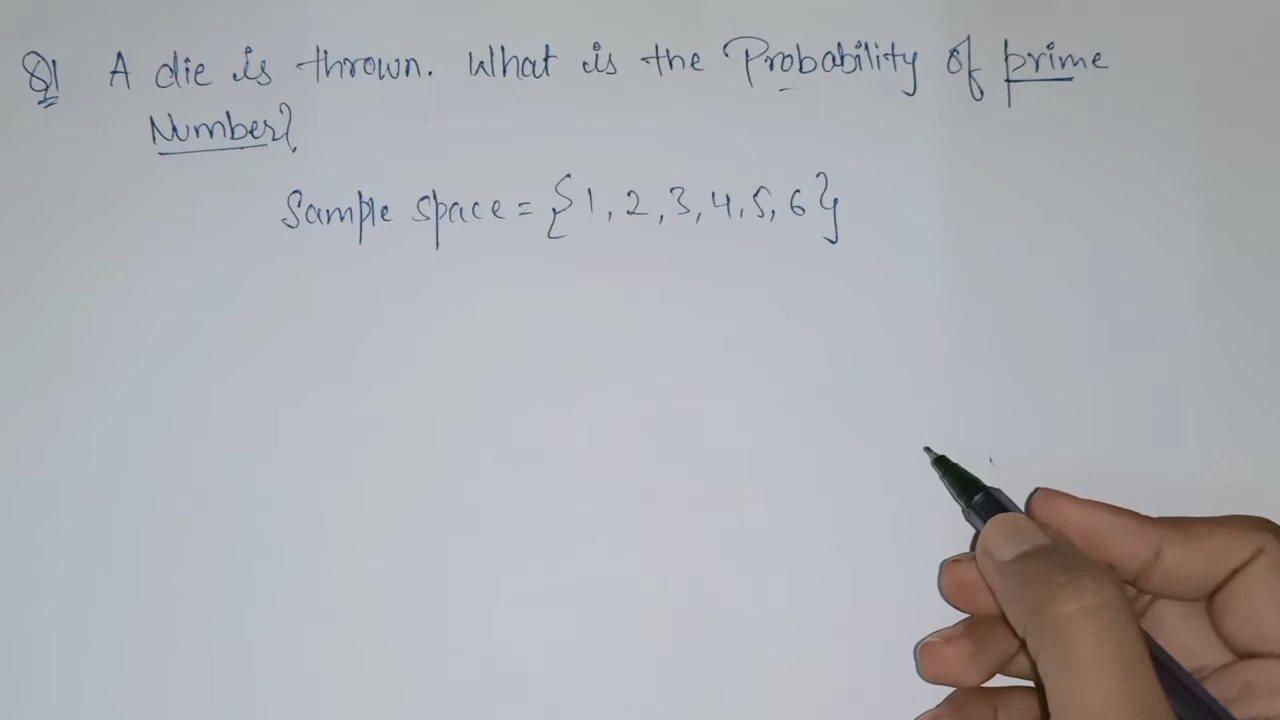 Q1 A die is thrown. What is the Probability of prime
Number?
Sample space = {1, 2, 3, 4, 5, 6}